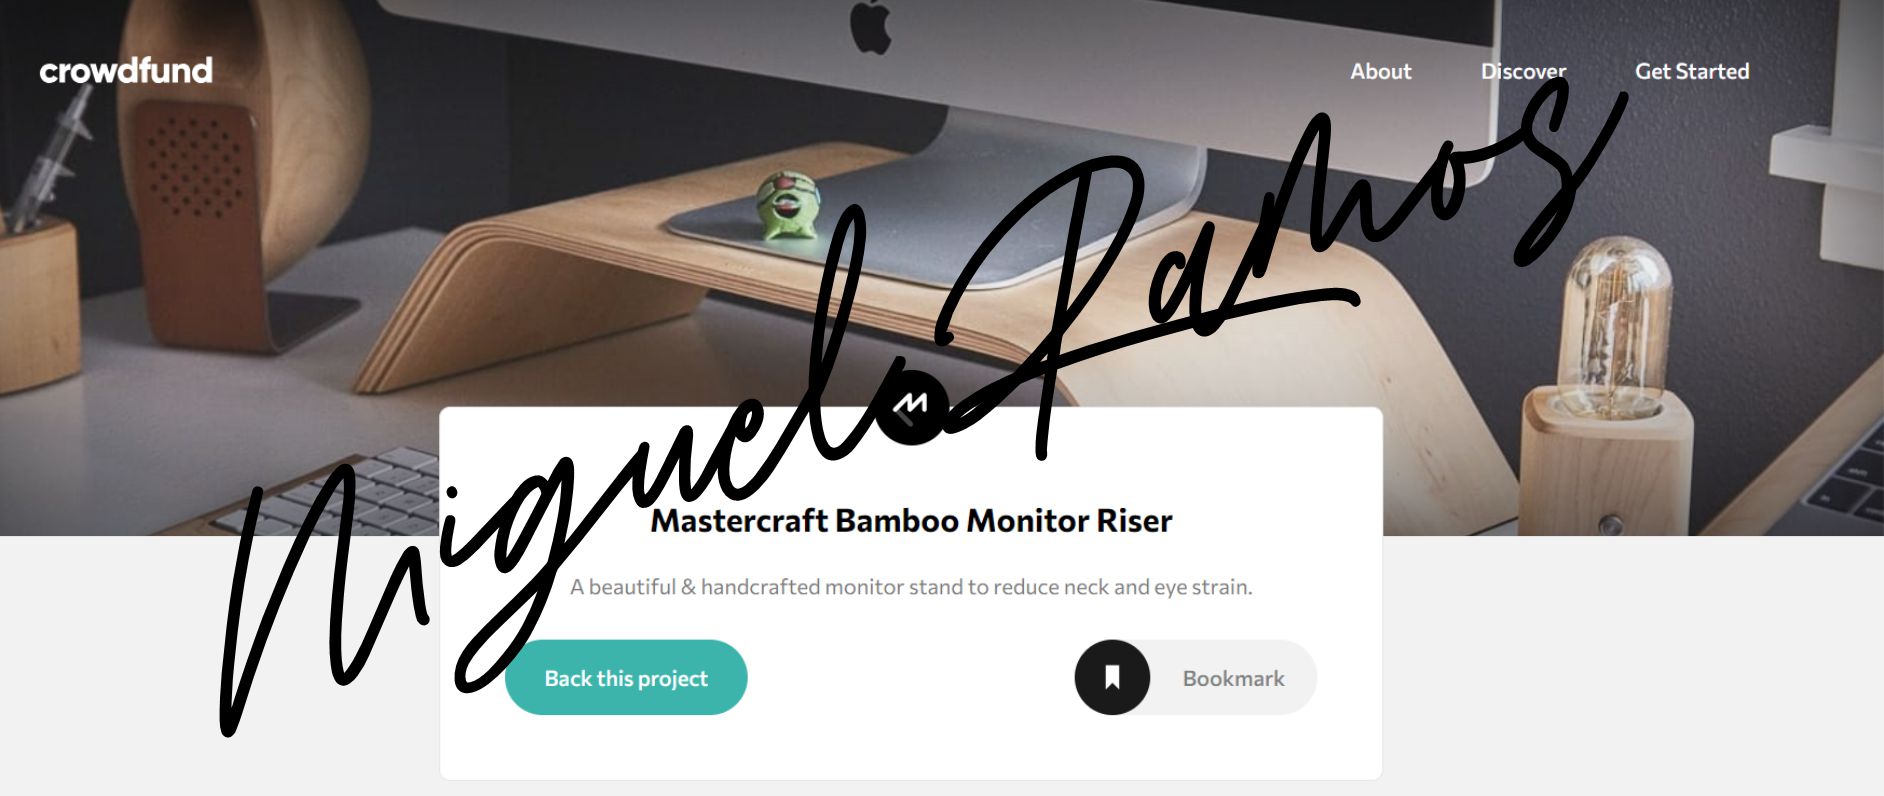 crowdfund
About
Discover
Get Started
Miguel Ramos
Mastercraft Bamboo Monitor Riser
A beautiful & handcrafted monitor stand to reduce neck and eye strain.
Back this project
Bookmark